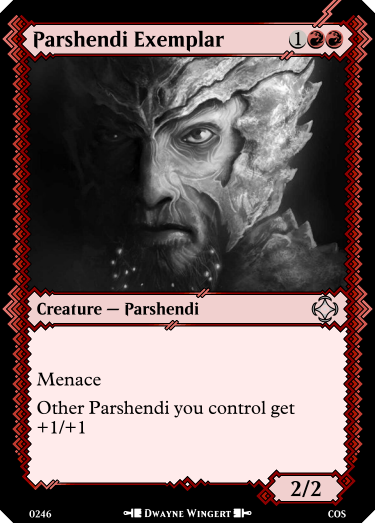 Parshendi Exemplar 1
Creature — Parshendi
Menace
Other Parshendi you control get
+1/+1
2/2
0246 Dwayne Wingert COS